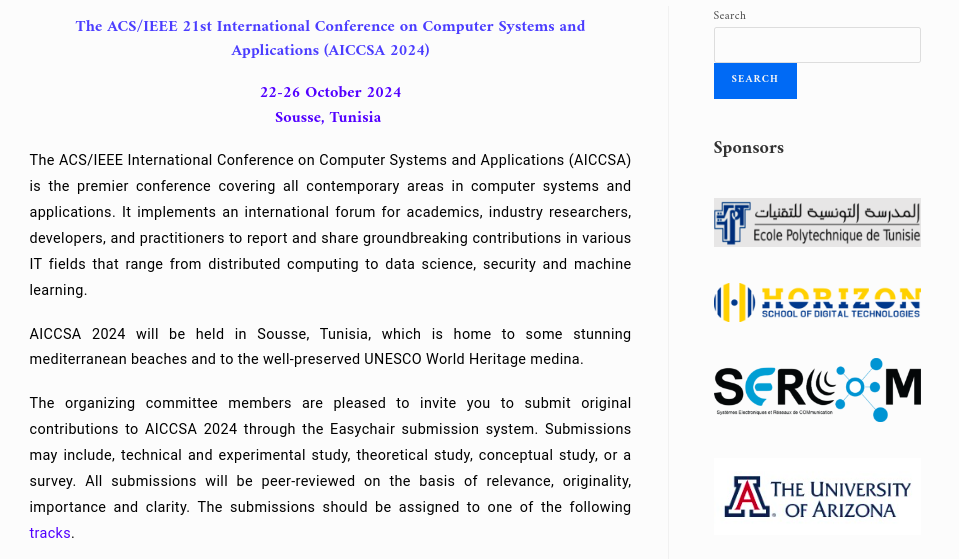 The ACS/IEEE 21st International Conference on Computer Systems and
Applications (AICCSA 2024)
22-26 October 2024
Sousse, Tunisia
The ACS/IEEE International Conference on Computer Systems and Applications (AICCSA)
is the premier conference covering all contemporary areas in computer systems and
applications. It implements an international forum for academics, industry researchers,
developers, and practitioners to report and share groundbreaking contributions in various
IT fields that range from distributed computing to data science, security and machine
learning.
AICCSA 2024 will be held in Sousse, Tunisia, which is home to some stunning
mediterranean beaches and to the well-preserved UNESCO World Heritage medina.
The organizing committee members are pleased to invite you to submit original
contributions to AICCSA 2024 through the Easychair submission system. Submissions
may include, technical and experimental study, theoretical study, conceptual study, or a
survey. All submissions will be peer-reviewed on the basis of relevance, originality,
importance and clarity. The submissions should be assigned to one of the following
tracks.
Search
SEARCH
Sponsors
المدرسة التونسية للتقنيات
Ecole Polytechnique de Tunisie
HORIZON
SCHOOL OF DIGITAL TECHNOLOGIES
SERCOM
Systèmes Electroniques et Réseaux de COMmunication
A THE UNIVERSITY
OF ARIZONA